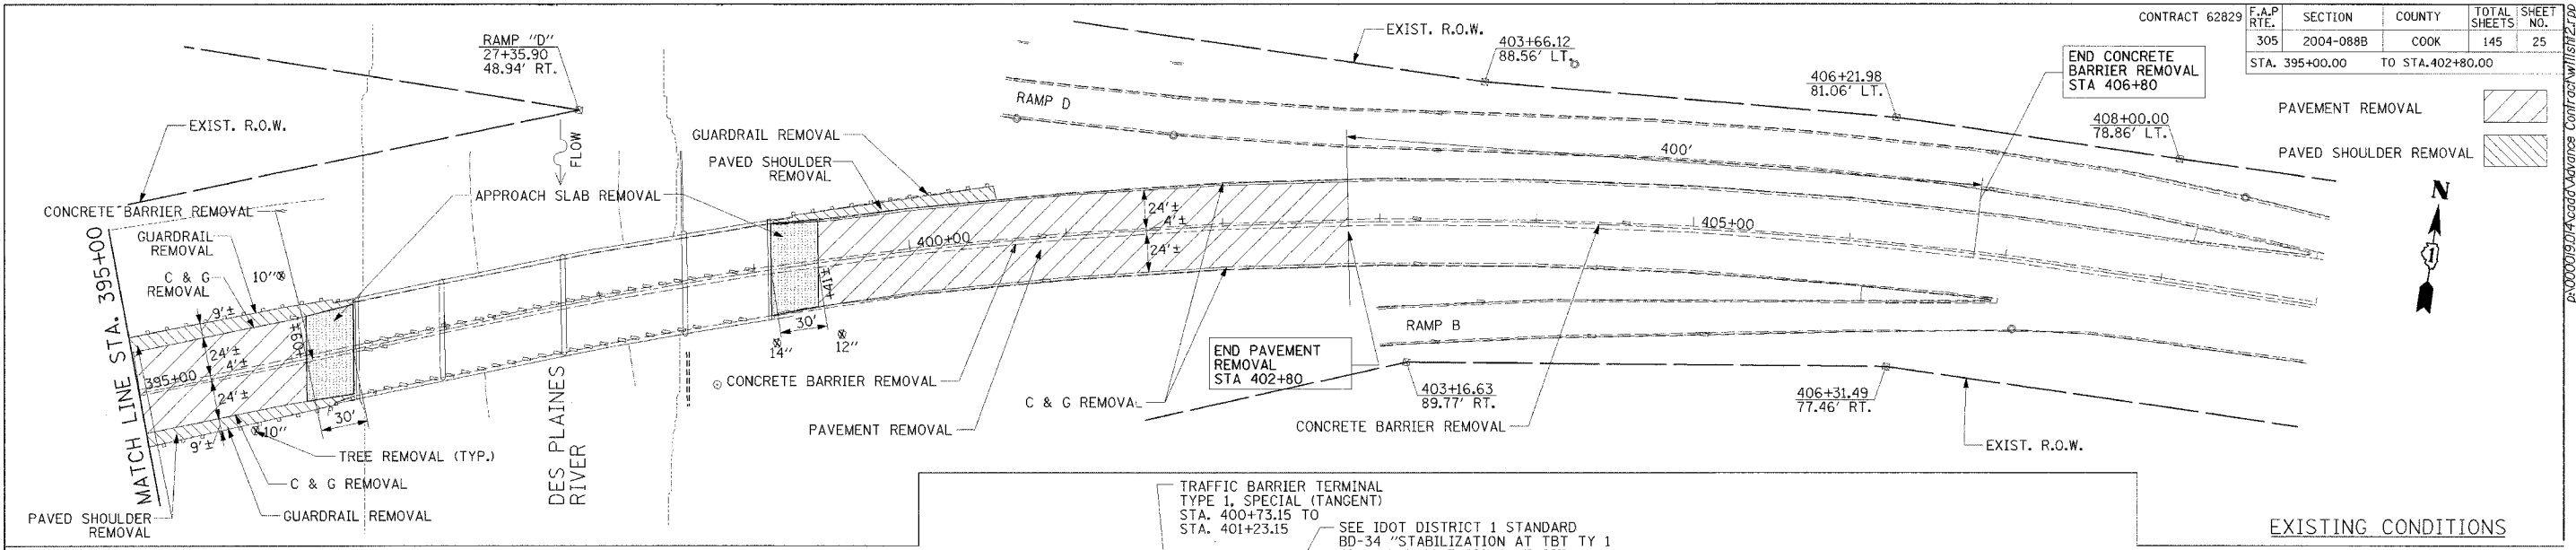 CONTRACT 62829
F.A.P RTE.
SECTION
COUNTY
TOTAL SHEETS
SHEET NO.
305
2004-088B
COOK
145
25
STA. 395+00.00 TO STA.402+80.00
PAVEMENT REMOVAL
PAVED SHOULDER REMOVAL
N
1
RAMP "D"
27+35.90
48.94' RT.
EXIST. R.O.W.
FLOW
GUARDRAIL REMOVAL
PAVED SHOULDER
REMOVAL
APPROACH SLAB REMOVAL
CONCRETE BARRIER REMOVAL
GUARDRAIL
REMOVAL
C & G
REMOVAL
10"
MATCH LINE STA. 395+00
9'±
24'±
4'±
24'±
9'±
395+00
60'±
30'
10"
TREE REMOVAL (TYP.)
C & G REMOVAL
GUARDRAIL REMOVAL
PAVED SHOULDER
REMOVAL
DES PLAINES
RIVER
EXIST. R.O.W.
403+66.12
88.56' LT.
RAMP D
406+21.98
81.06' LT.
END CONCRETE
BARRIER REMOVAL
STA 406+80
408+00.00
78.86' LT.
400'
24'±
4'±
24'±
400+00
405+00
41'±
30'
14"
12"
CONCRETE BARRIER REMOVAL
PAVEMENT REMOVAL
C & G REMOVAL
END PAVEMENT
REMOVAL
STA 402+80
RAMP B
403+16.63
89.77' RT.
CONCRETE BARRIER REMOVAL
406+31.49
77.46' RT.
EXIST. R.O.W.
TRAFFIC BARRIER TERMINAL
TYPE 1, SPECIAL (TANGENT)
STA. 400+73.15 TO
STA. 401+23.15
SEE IDOT DISTRICT 1 STANDARD
BD-34 "STABILIZATION AT TBT TY 1
EXISTING CONDITIONS